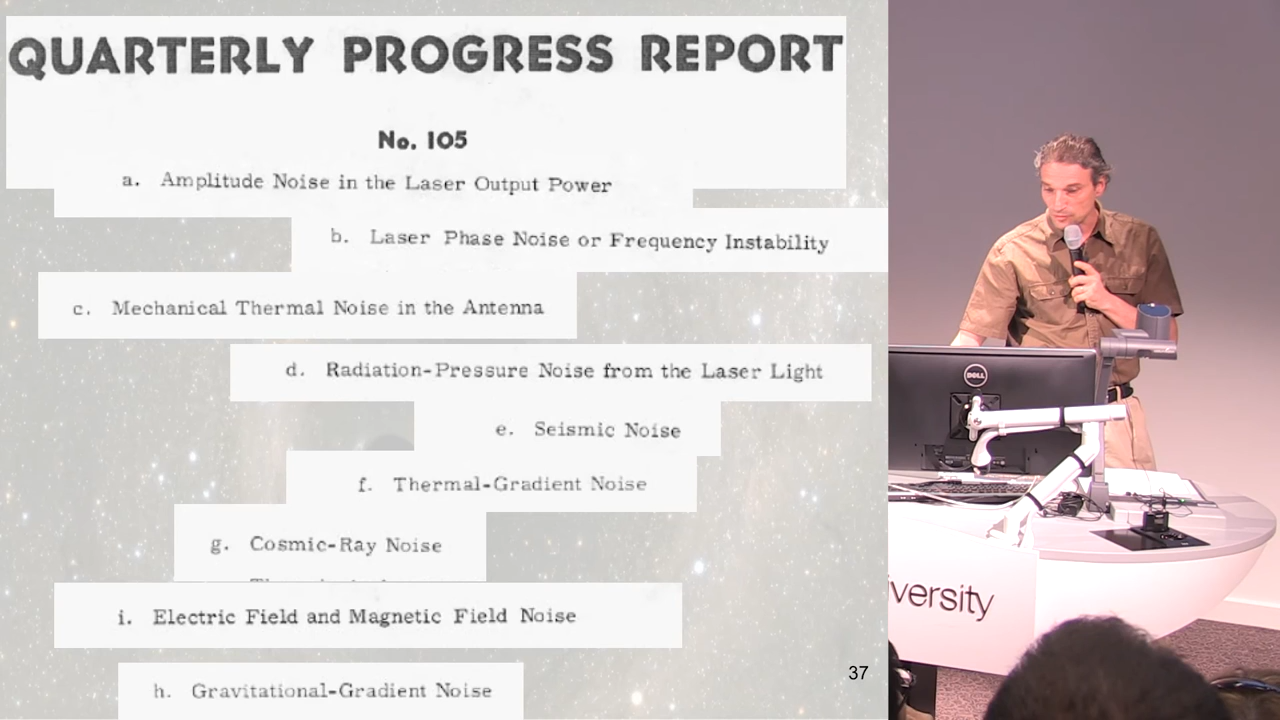 QUARTERLY PROGRESS REPORT
No. 105
a. Amplitude Noise in the Laser Output Power
b. Laser Phase Noise or Frequency Instability
c. Mechanical Thermal Noise in the Antenna
d. Radiation-Pressure Noise from the Laser Light
e. Seismic Noise
f. Thermal-Gradient Noise
g. Cosmic-Ray Noise
i. Electric Field and Magnetic Field Noise
h. Gravitational-Gradient Noise
37
DELL
versity